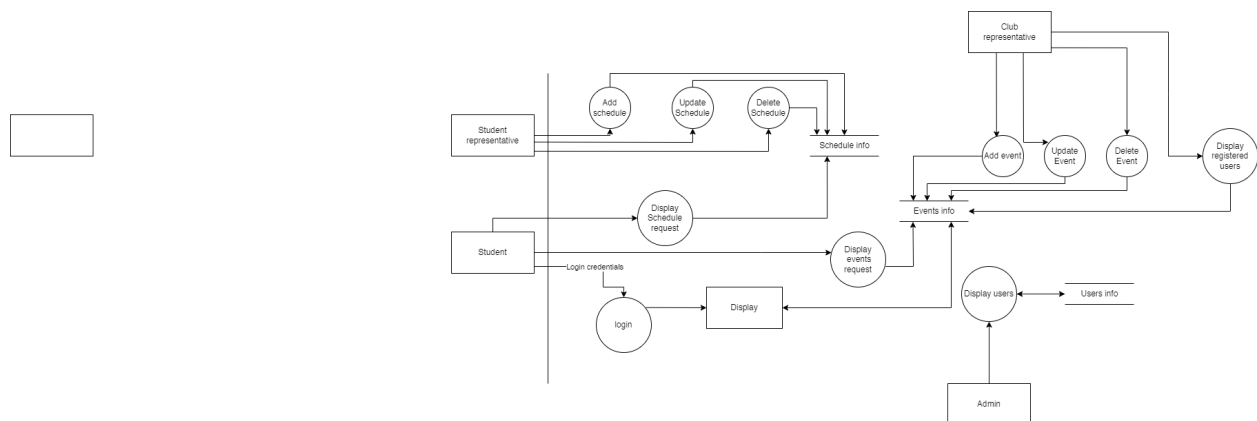 Club
representative
Add
schedule
Update
Schedule
Delete
Schedule
Student
representative
Schedule info
Add event
Update
Event
Delete
Event
Display
registered
users
Display
Schedule
request
Events info
Student
Display
events
request
Login credentials
Display users
Users info
login
Display
Admin